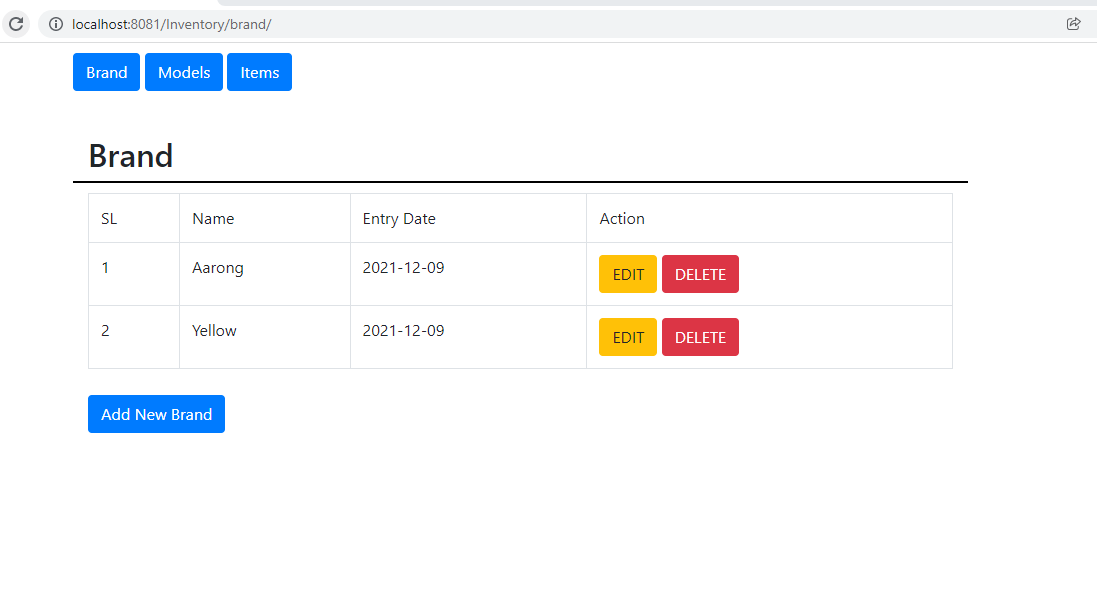 localhost:8081/Inventory/brand/
Brand Models Items
Brand
SL Name Entry Date Action
1 Aarong 2021-12-09 EDIT DELETE
2 Yellow 2021-12-09 EDIT DELETE
Add New Brand